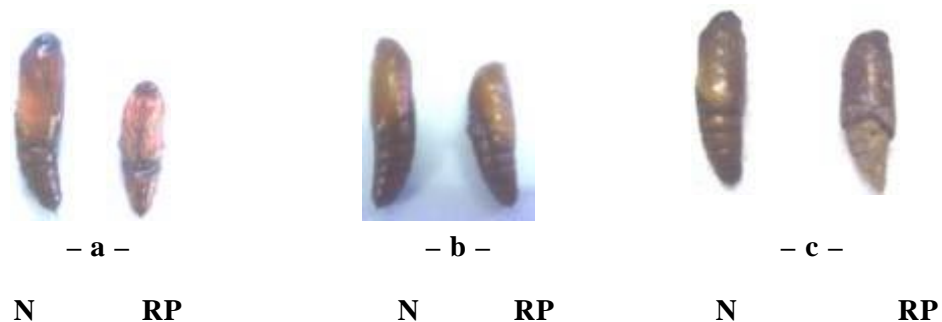 – a – – b – – c –
N RP N RP N RP